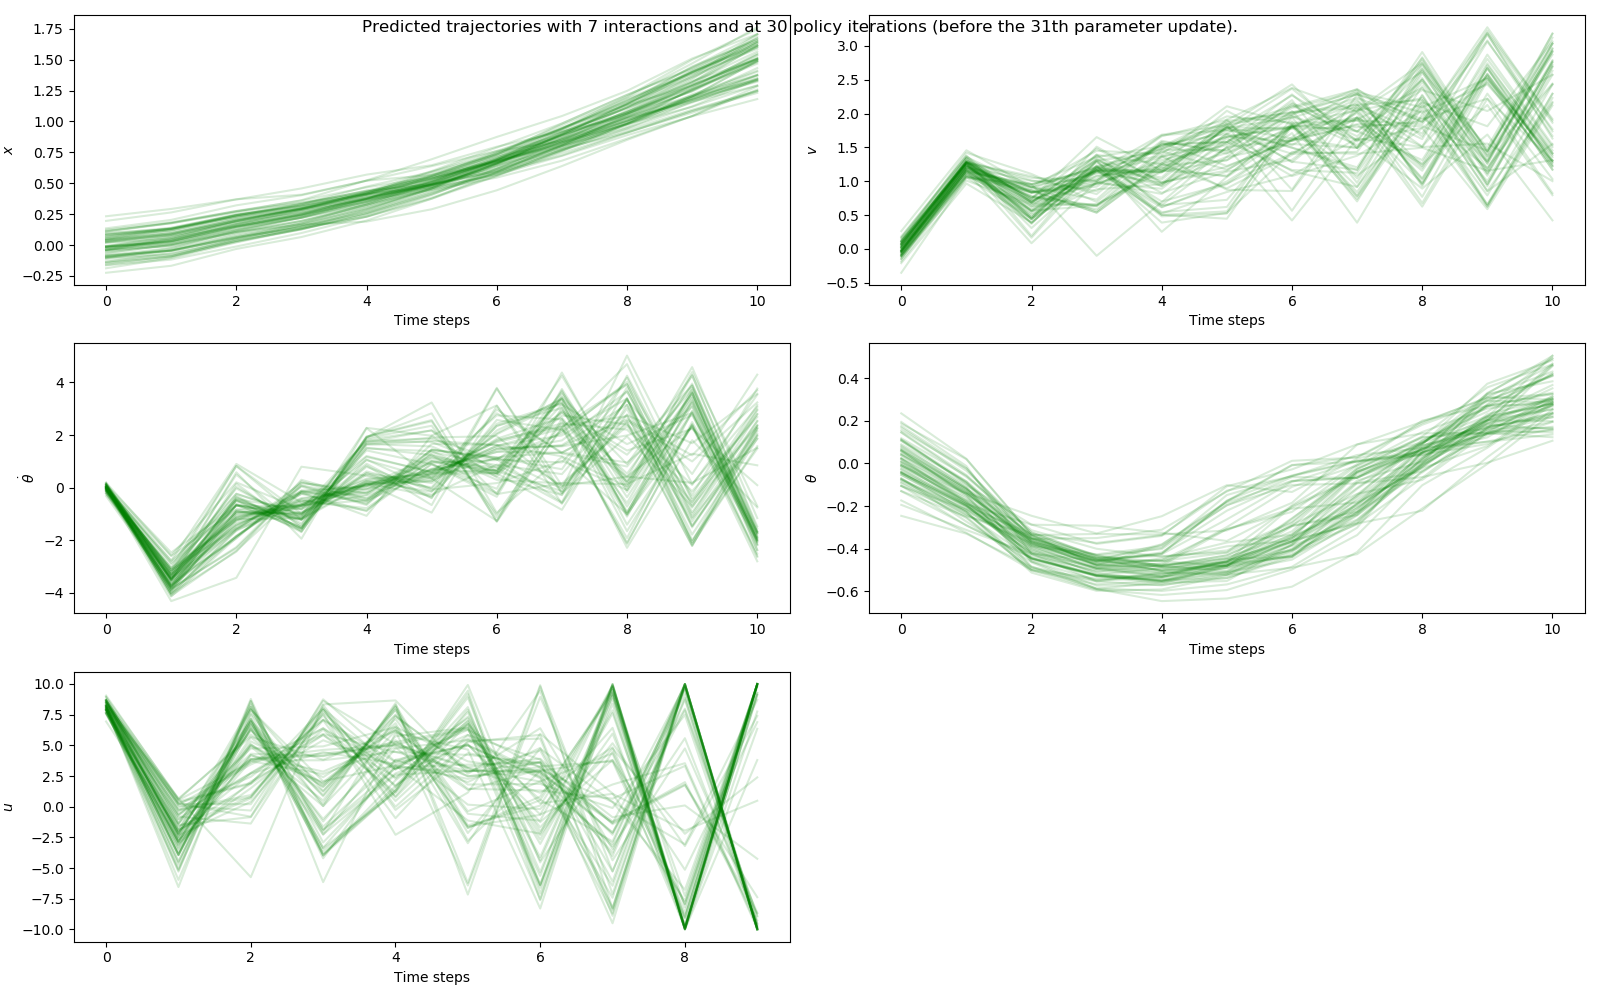 Predicted trajectories with 7 interactions and at 30 policy iterations (before the 31th parameter update).
1.75
1.50
1.25
1.00
0.75
0.50
0.25
0.00
−0.25
x
0 2 4 6 8 10
Time steps
3.0
2.5
2.0
1.5
1.0
0.5
0.0
−0.5
v
0 2 4 6 8 10
Time steps
4
2
0
−2
−4
θ̇
0 2 4 6 8 10
Time steps
0.4
0.2
0.0
−0.2
−0.4
−0.6
θ
0 2 4 6 8 10
Time steps
10.0
7.5
5.0
2.5
0.0
−2.5
−5.0
−7.5
−10.0
u
0 2 4 6 8
Time steps